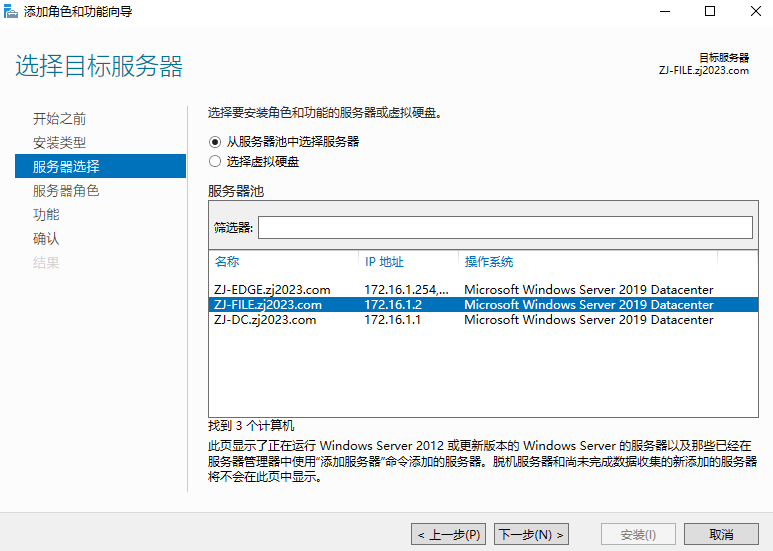 添加角色和功能向导
选择目标服务器
目标服务器
ZJ-FILE.zj2023.com
开始之前
安装类型
服务器选择
服务器角色
功能
确认
结果
选择要安装角色和功能的服务器或虚拟硬盘。
从服务器池中选择服务器
选择虚拟硬盘
服务器池
筛选器:
名称 IP 地址 操作系统
ZJ-EDGE.zj2023.com 172.16.1.254,... Microsoft Windows Server 2019 Datacenter
ZJ-FILE.zj2023.com 172.16.1.2 Microsoft Windows Server 2019 Datacenter
ZJ-DC.zj2023.com 172.16.1.1 Microsoft Windows Server 2019 Datacenter
找到 3 个计算机
此页显示了正在运行 Windows Server 2012 或更新版本的 Windows Server 的服务器以及那些已经在
服务器管理器中使用"添加服务器"命令添加的服务器。脱机服务器和尚未完成数据收集的新添加的服务器
将不会在此页中显示。
< 上一步(P) 下一步(N) > 安装(I) 取消